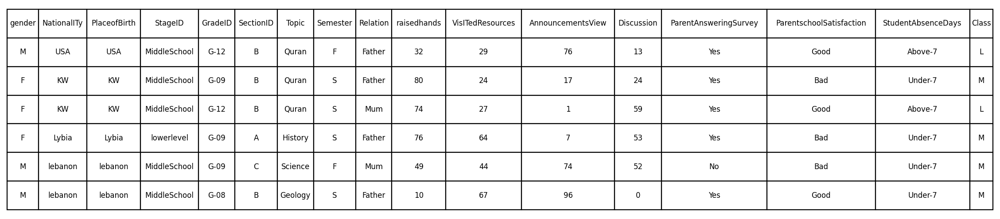 gender NationalITy PlaceofBirth StageID GradeID SectionID Topic Semester Relation raisedhands VisITedResources AnnouncementsView Discussion ParentAnsweringSurvey ParentschoolSatisfaction StudentAbsenceDays Class
M USA USA MiddleSchool G-12 B Quran F Father 32 29 76 13 Yes Good Above-7 L
F KW KW MiddleSchool G-09 B Quran S Father 80 24 17 24 Yes Bad Under-7 M
F KW KW MiddleSchool G-12 B Quran S Mum 74 27 1 59 Yes Good Above-7 L
F Lybia Lybia lowerlevel G-09 A History S Father 76 64 7 53 Yes Bad Under-7 M
M lebanon lebanon MiddleSchool G-09 C Science F Mum 49 44 74 52 No Bad Under-7 M
M lebanon lebanon MiddleSchool G-08 B Geology S Father 10 67 96 0 Yes Good Under-7 M